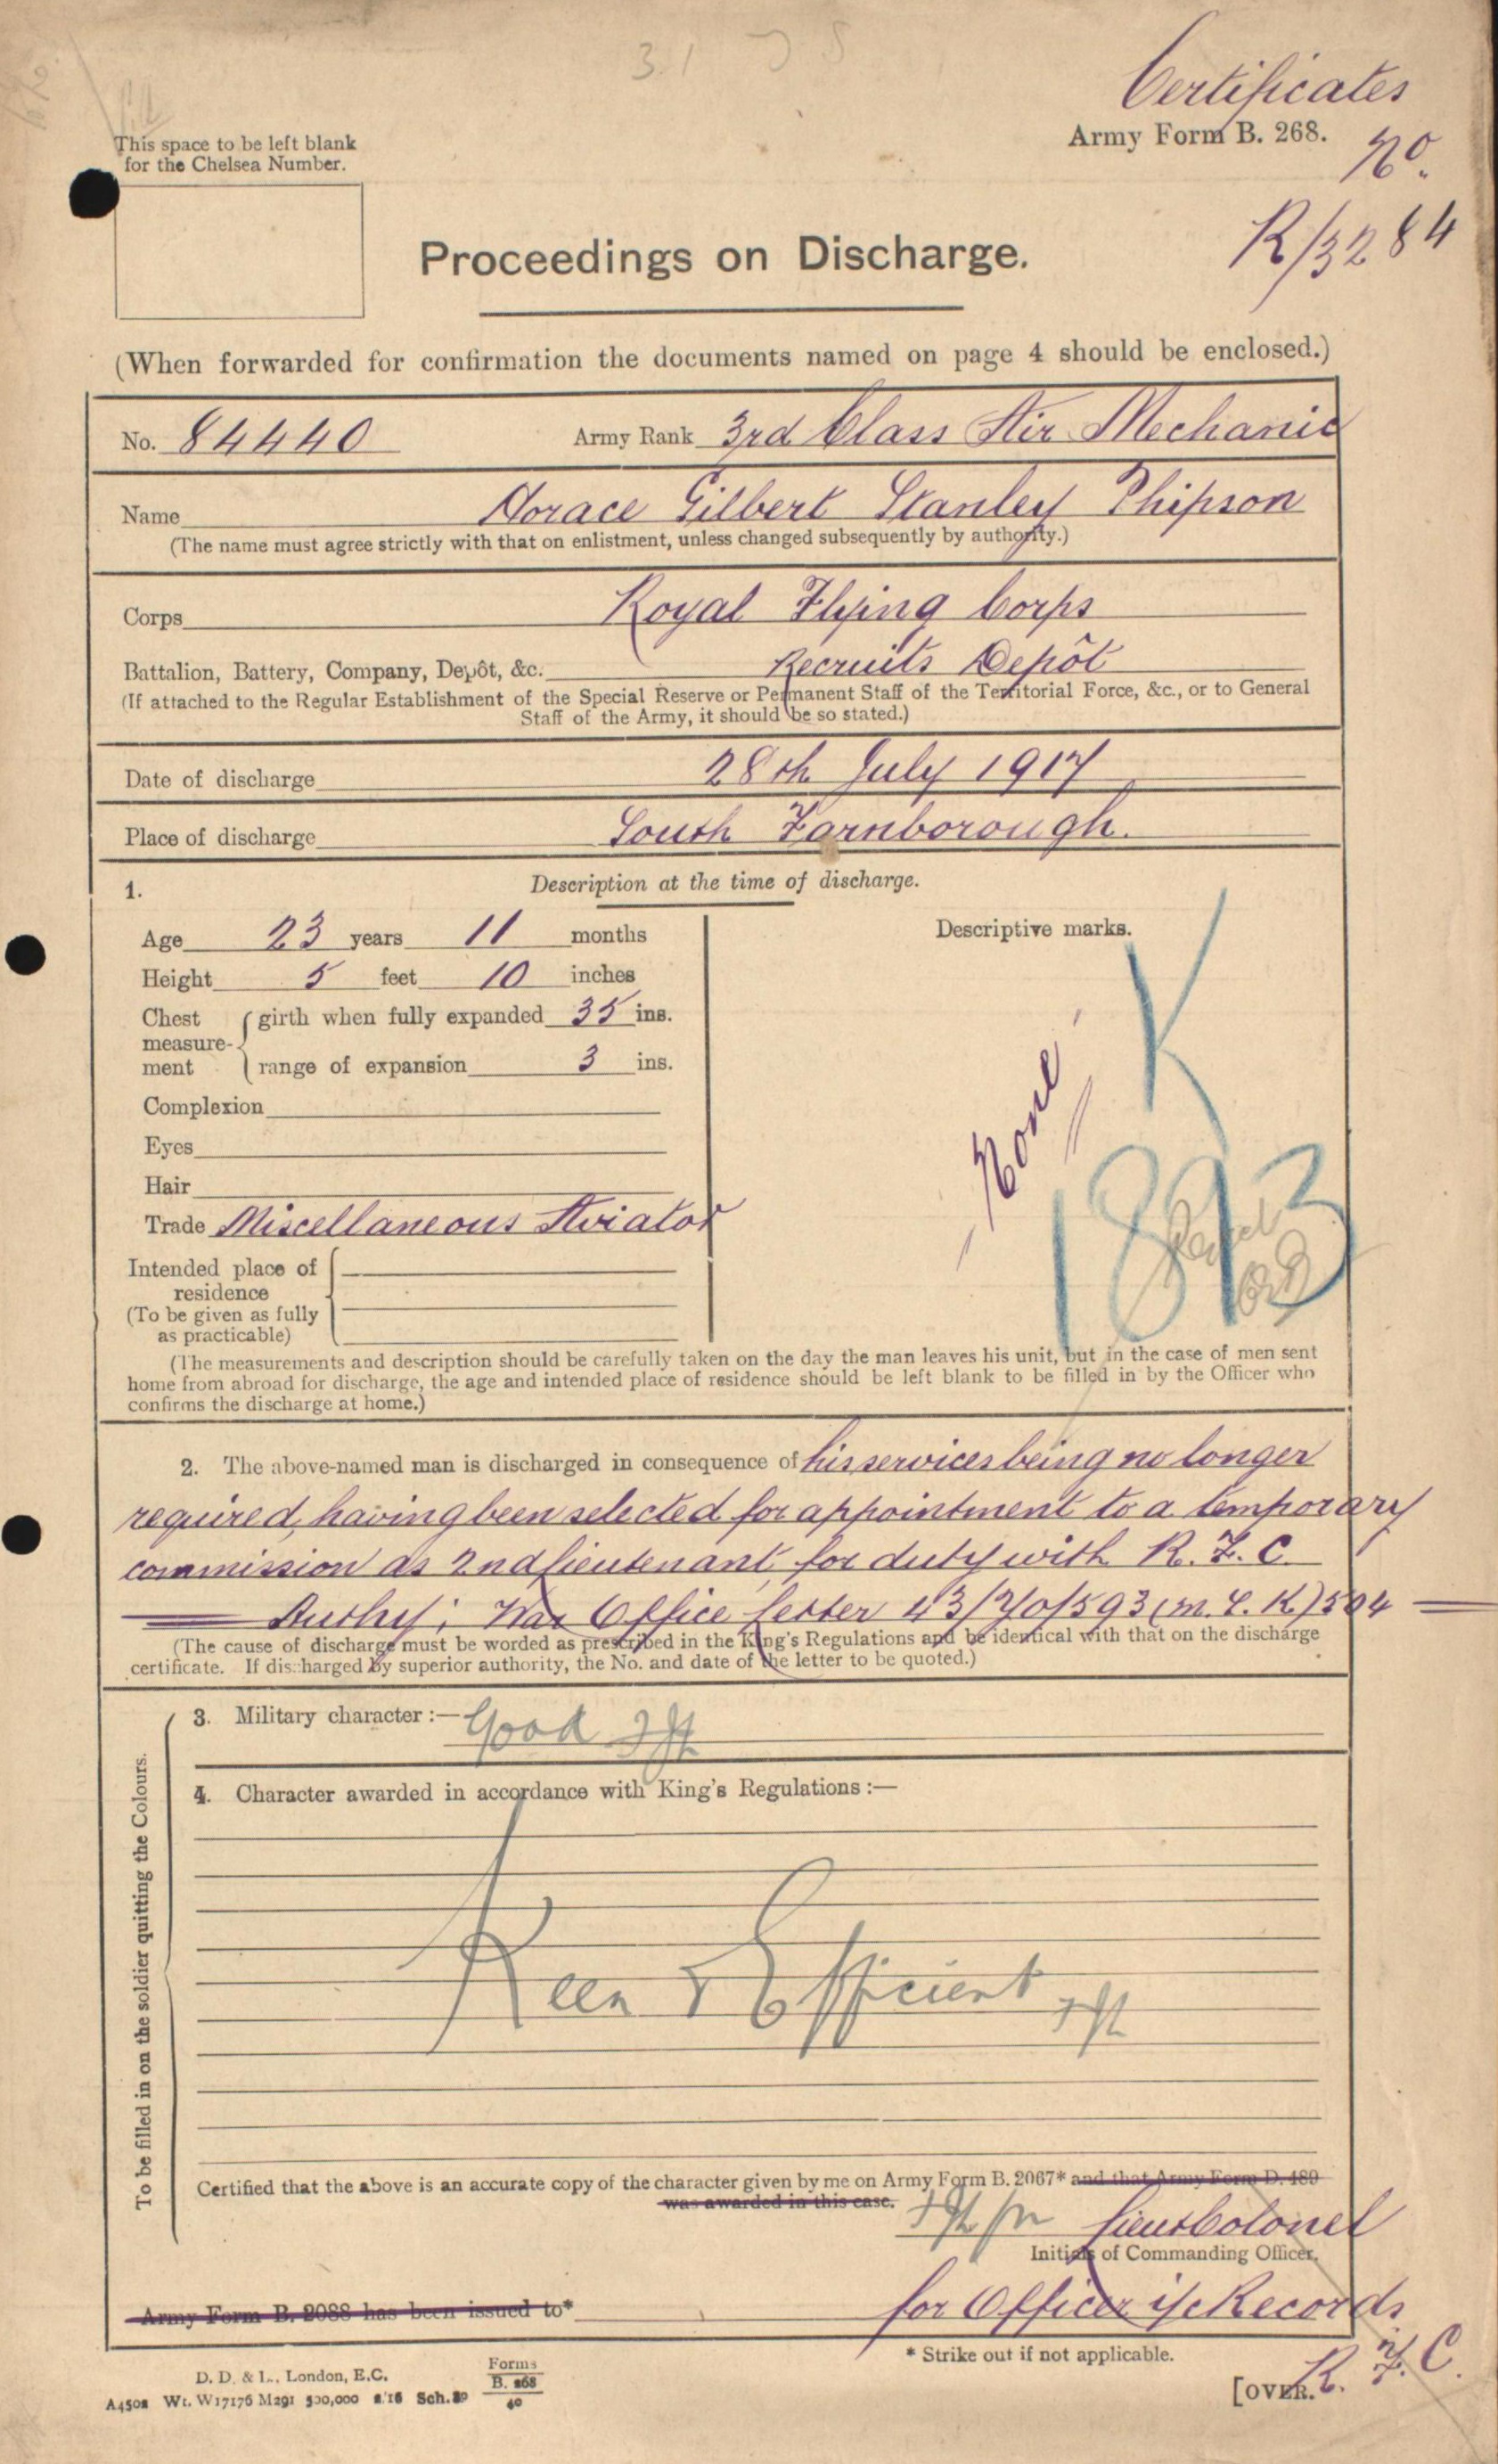 Certificates
This space to be left blank
for the Chelsea Number.
Army Form B. 268.
No.
R/3284
Proceedings on Discharge.
(When forwarded for confirmation the documents named on page 4 should be enclosed.)
No. 84440 Army Rank 3rd Class Air Mechanic
Name Horace Gilbert Stanley Phipson
(The name must agree strictly with that on enlistment, unless changed subsequently by authority.)
Corps Royal Flying Corps
Battalion, Battery, Company, Depôt, &c. Recruits Depôt
(If attached to the Regular Establishment of the Special Reserve or Permanent Staff of the Territorial Force, &c., or to General
Staff of the Army, it should be so stated.)
Date of discharge 28th July 1917
Place of discharge South Farnborough.
1. Description at the time of discharge.
Age 23 years 11 months
Height 5 feet 10 inches
Chest measure-ment girth when fully expanded 35 ins.
range of expansion 3 ins.
Complexion
Eyes
Hair
Trade Miscellaneous Aviator
Intended place of
residence
(To be given as fully
as practicable)
Descriptive marks.
None
K
1893
(The measurements and description should be carefully taken on the day the man leaves his unit, but in the case of men sent
home from abroad for discharge, the age and intended place of residence should be left blank to be filled in by the Officer who
confirms the discharge at home.)
2. The above-named man is discharged in consequence of his services being no longer
required, having been selected for appointment to a temporary
commission as 2nd Lieutenant, for duty with R.F.C.
Authy; War Office Letter
(The cause of discharge must be worded as prescribed in the King's Regulations and be identical with that on the discharge
certificate. If discharged by superior authority, the No. and date of the letter to be quoted.)
To be filled in on the soldier quitting the Colours.
3. Military character :— Good
4. Character awarded in accordance with King's Regulations :—
Keen & Efficient
Certified that the above is an accurate copy of the character given by me on Army Form B. 2067* and that Army Form D. 489
was awarded in this case.
Lieut Colonel
Initials of Commanding Officer.
Army Form B. 2088 has been issued to*
for Officer i/c Records
R.F.C.
* Strike out if not applicable.
D. D. & L., London, E.C.
Forms
B. 268
40
A4508 Wt. W17176 M291 500,000 2/16 Sch. 20
[OVER.